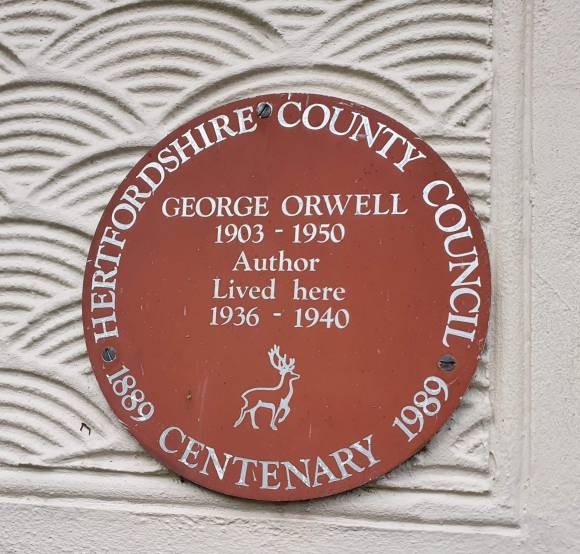 HERTFORDSHIRE COUNTY COUNCIL
GEORGE ORWELL
1903 - 1950
Author
Lived here
1936 - 1940
1889 CENTENARY 1989